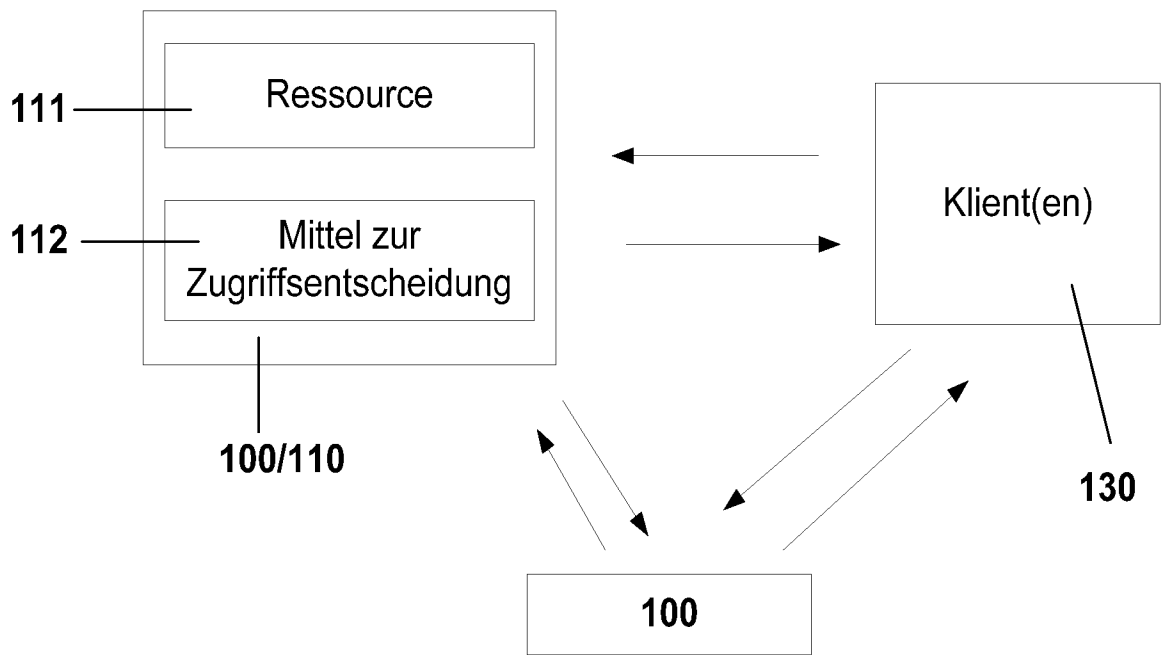 111
Ressource
112
Mittel zur
Zugriffsentscheidung
100/110
Klient(en)
130
100